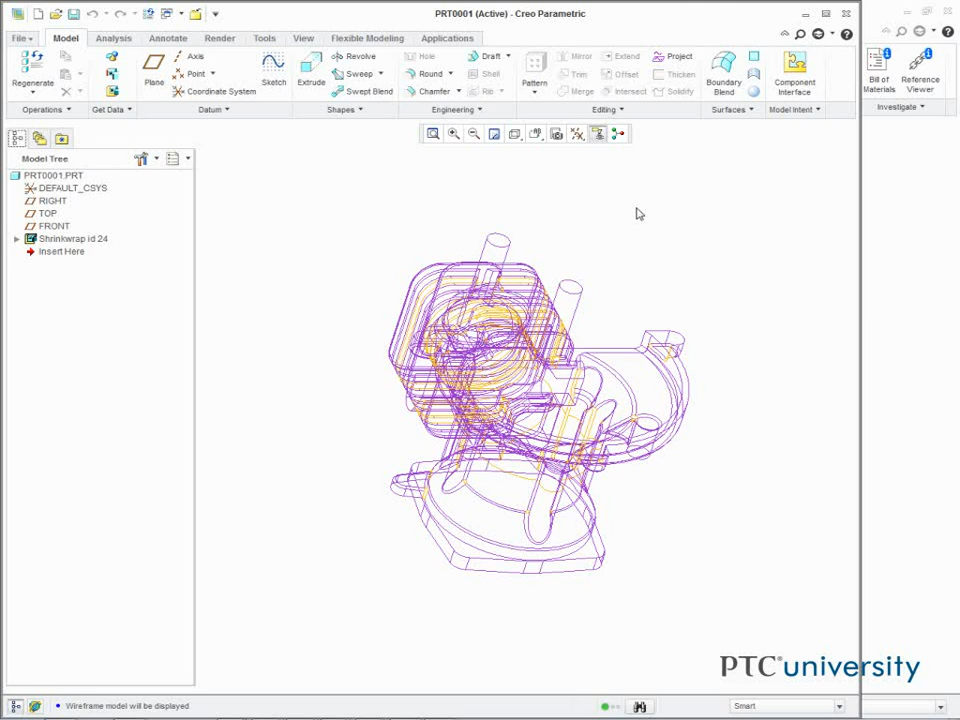 PRT0001 (Active) - Creo Parametric
File Model Analysis Annotate Render Tools View Flexible Modeling Applications
Regenerate
Operations
Get Data
Plane
Axis
Point
Coordinate System
Sketch
Datum
Extrude
Revolve
Sweep
Swept Blend
Shapes
Hole
Round
Chamfer
Draft
Shell
Rib
Engineering
Pattern
Mirror
Trim
Merge
Extend
Offset
Intersect
Project
Thicken
Solidify
Editing
Boundary
Blend
Surfaces
Component
Interface
Model Intent
Bill of
Materials
Reference
Viewer
Investigate
Model Tree
PRT0001.PRT
DEFAULT_CSYS
RIGHT
TOP
FRONT
Shrinkwrap id 24
Insert Here
PTC university
Wireframe model will be displayed
Smart